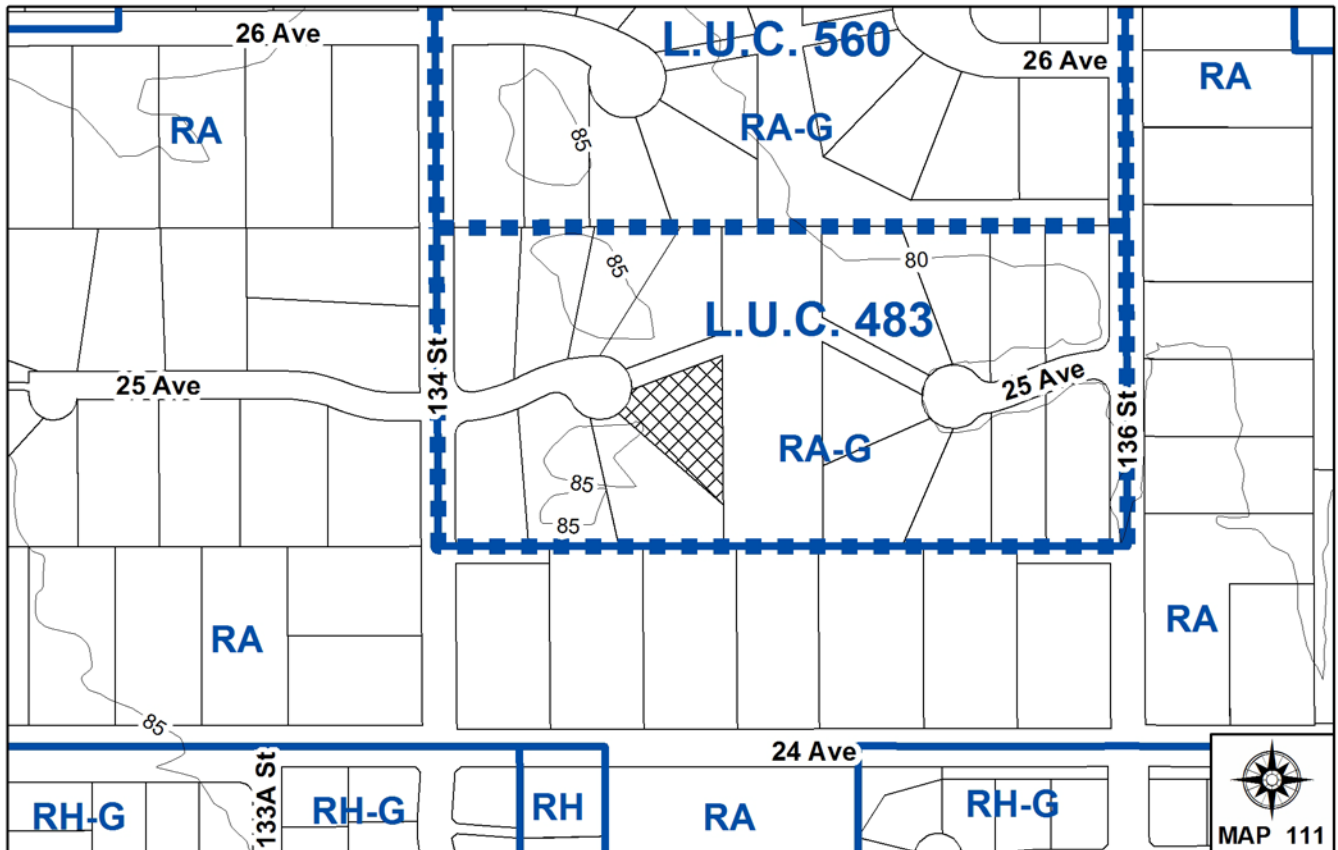 26 Ave
L.U.C. 560
26 Ave
RA
RA
RA-G
85
85
80
L.U.C. 483
134 St
25 Ave
25 Ave
136 St
RA-G
85
85
RA
RA
85
24 Ave
133A St
RH-G
RH-G
RH
RA
RH-G
MAP 111